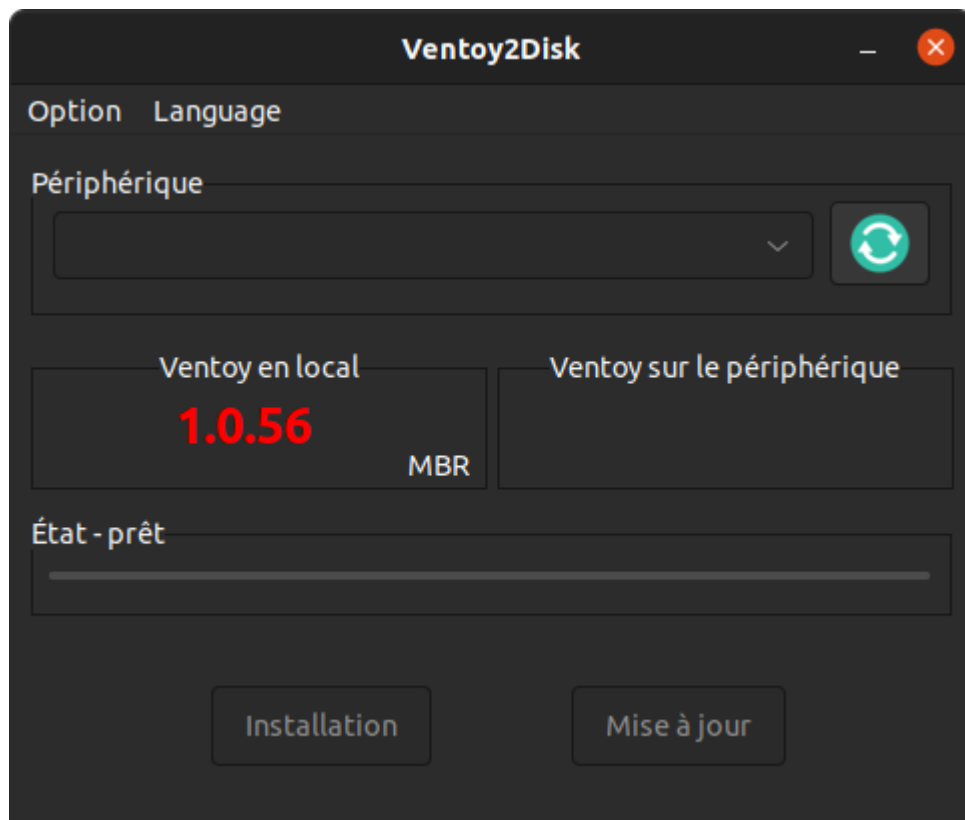 Ventoy2Disk
Option Language
Périphérique
Ventoy en local
1.0.56
MBR
Ventoy sur le périphérique
État - prêt
Installation
Mise à jour